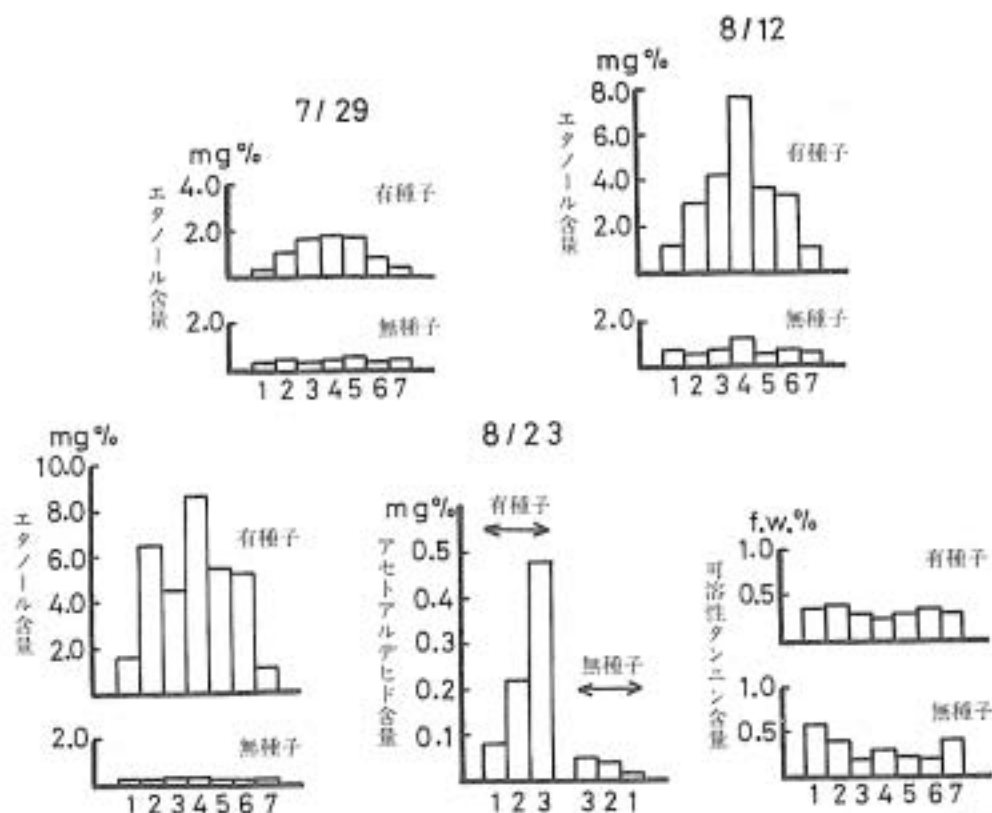 7/29
mg%
エタノール含量
4.0
2.0
有種子
2.0
無種子
1 2 3 4 5 6 7
8/12
mg%
エタノール含量
8.0
6.0
4.0
2.0
有種子
2.0
無種子
1 2 3 4 5 6 7
8/23
mg%
エタノール含量
10.0
8.0
6.0
4.0
2.0
有種子
2.0
無種子
1 2 3 4 5 6 7
mg%
アセトアルデヒド含量
0.5
0.4
0.3
0.2
0.1
有種子
無種子
1 2 3 3 2 1
f.w.%
可溶性タンニン含量
1.0
0.5
有種子
1.0
0.5
無種子
1 2 3 4 5 6 7